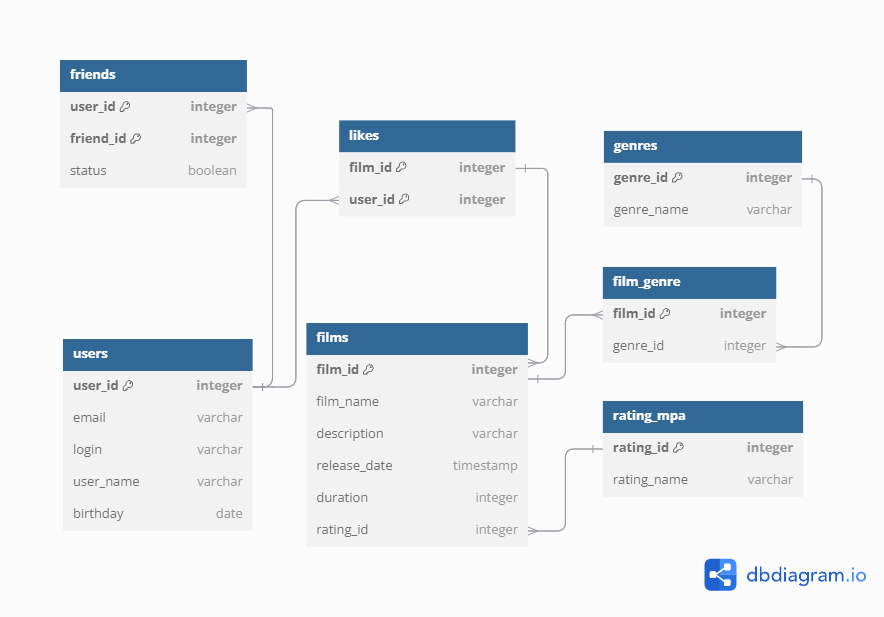 friends
user_id integer
friend_id integer
status boolean
likes
film_id integer
user_id integer
genres
genre_id integer
genre_name varchar
film_genre
film_id integer
genre_id integer
users
user_id integer
email varchar
login varchar
user_name varchar
birthday date
films
film_id integer
film_name varchar
description varchar
release_date timestamp
duration integer
rating_id integer
rating_mpa
rating_id integer
rating_name varchar
dbdiagram.io